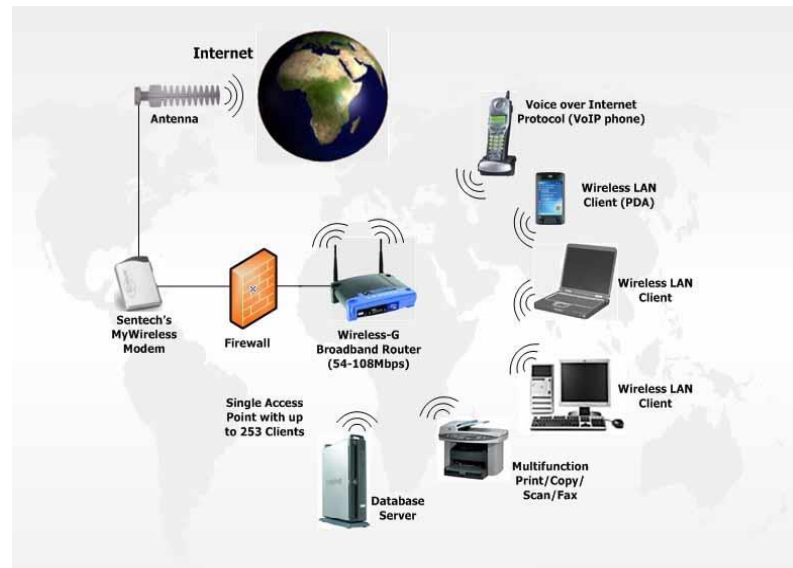 Internet
Antenna
Voice over Internet
Protocol (VoIP phone)
Wireless LAN
Client (PDA)
Wireless LAN
Client
Sentech's
MyWireless
Modem
Firewall
Wireless-G
Broadband Router
(54-108Mbps)
Wireless LAN
Client
Single Access
Point with up
to 253 Clients
Multifunction
Print/Copy/
Scan/Fax
Database
Server